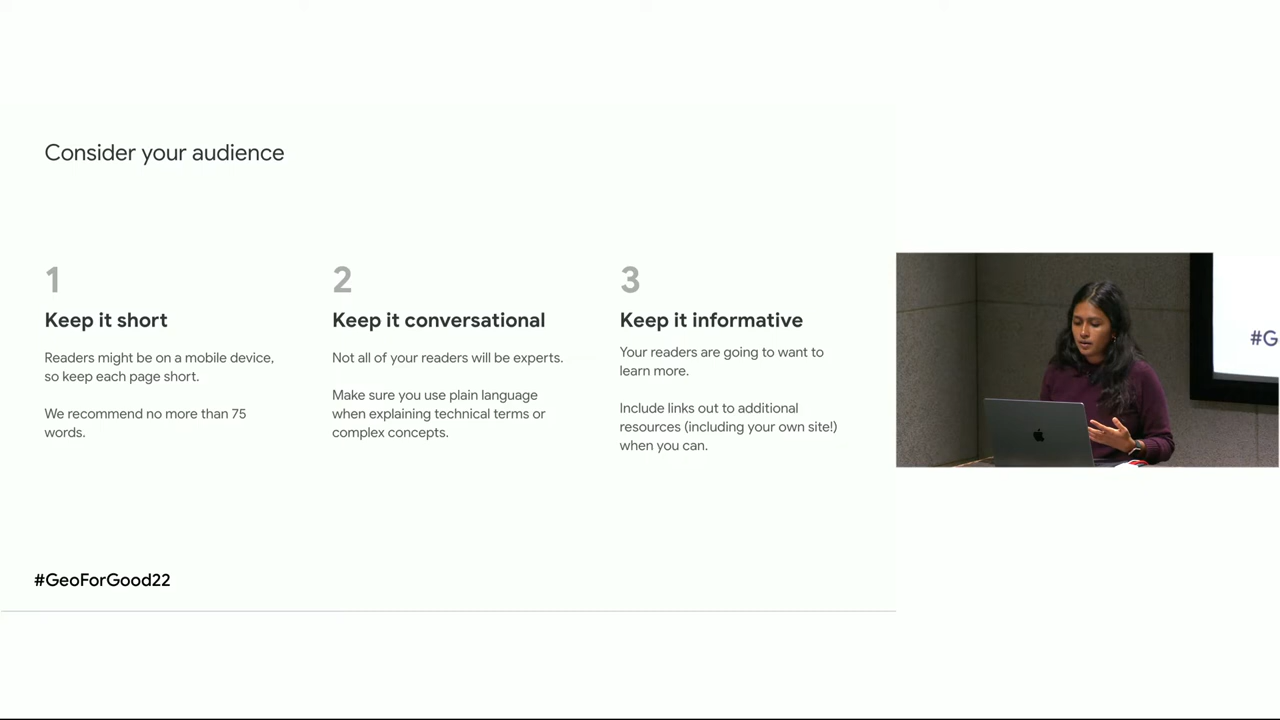 Consider your audience
1
Keep it short
Readers might be on a mobile device,
so keep each page short.
We recommend no more than 75
words.
2
Keep it conversational
Not all of your readers will be experts.
Make sure you use plain language
when explaining technical terms or
complex concepts.
3
Keep it informative
Your readers are going to want to
learn more.
Include links out to additional
resources (including your own site!)
when you can.
#G
#GeoForGood22